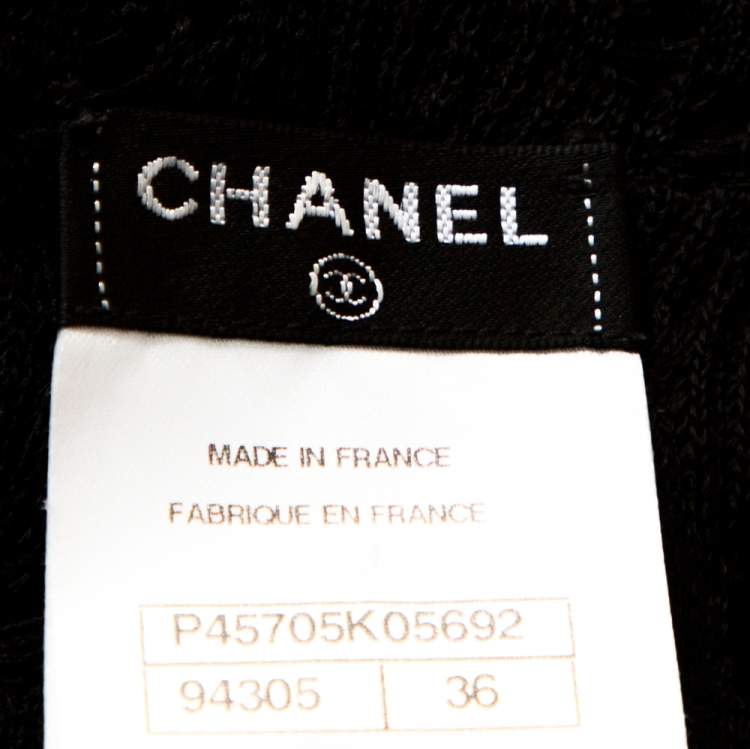 CHANEL
MADE IN FRANCE
FABRIQUE EN FRANCE
P45705K05692
94305 36